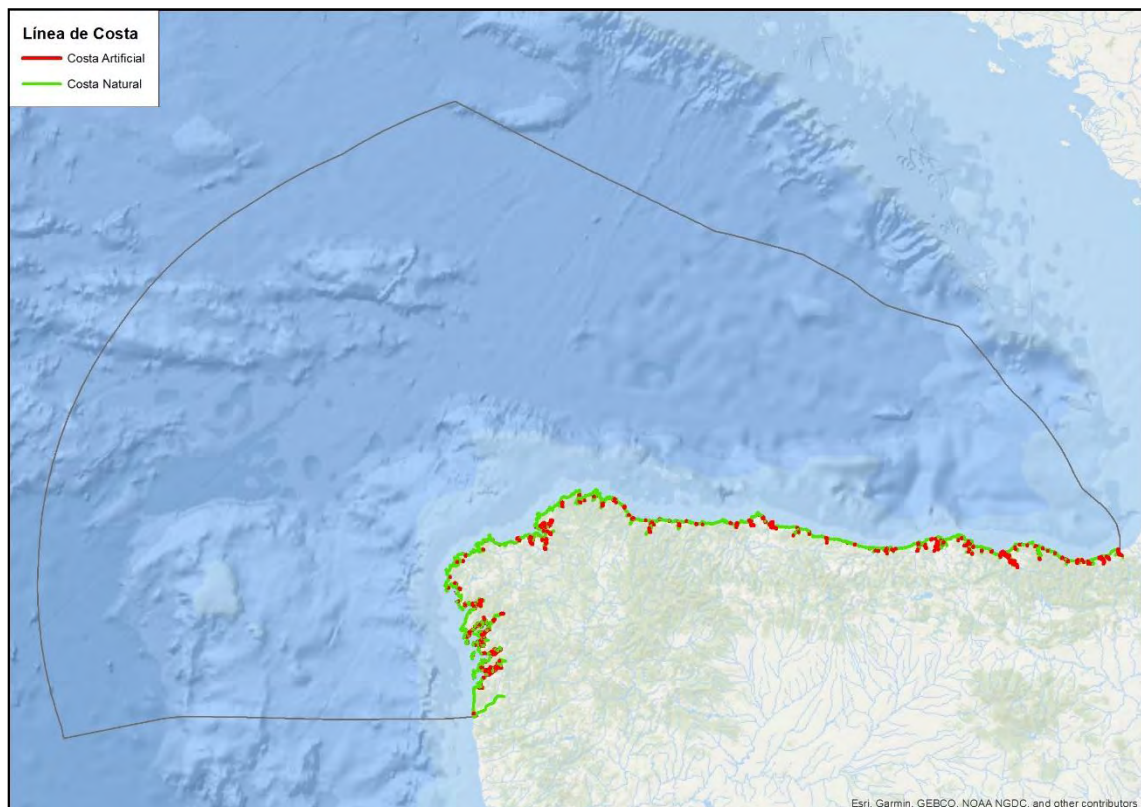 Línea de Costa
Costa Artificial
Costa Natural
Esri, Garmin, GEBCO, NOAA NGDC, and other contributors